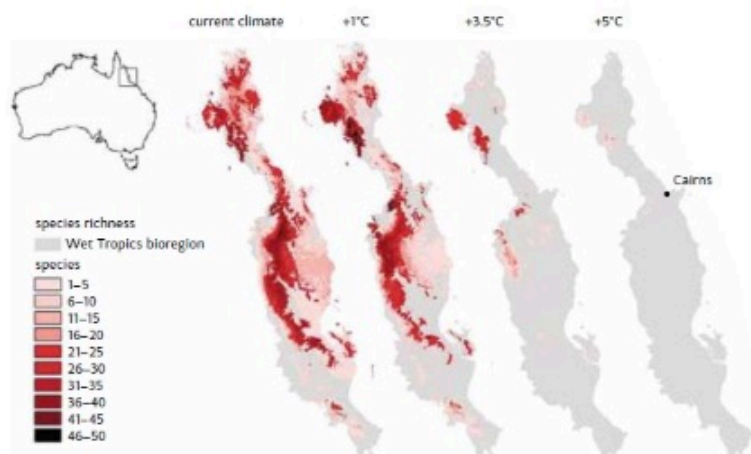 current climate
+1°C
+3.5°C
+5°C
Cairns
species richness
Wet Tropics bioregion
species
1–5
6–10
11–15
16–20
21–25
26–30
31–35
36–40
41–45
46–50